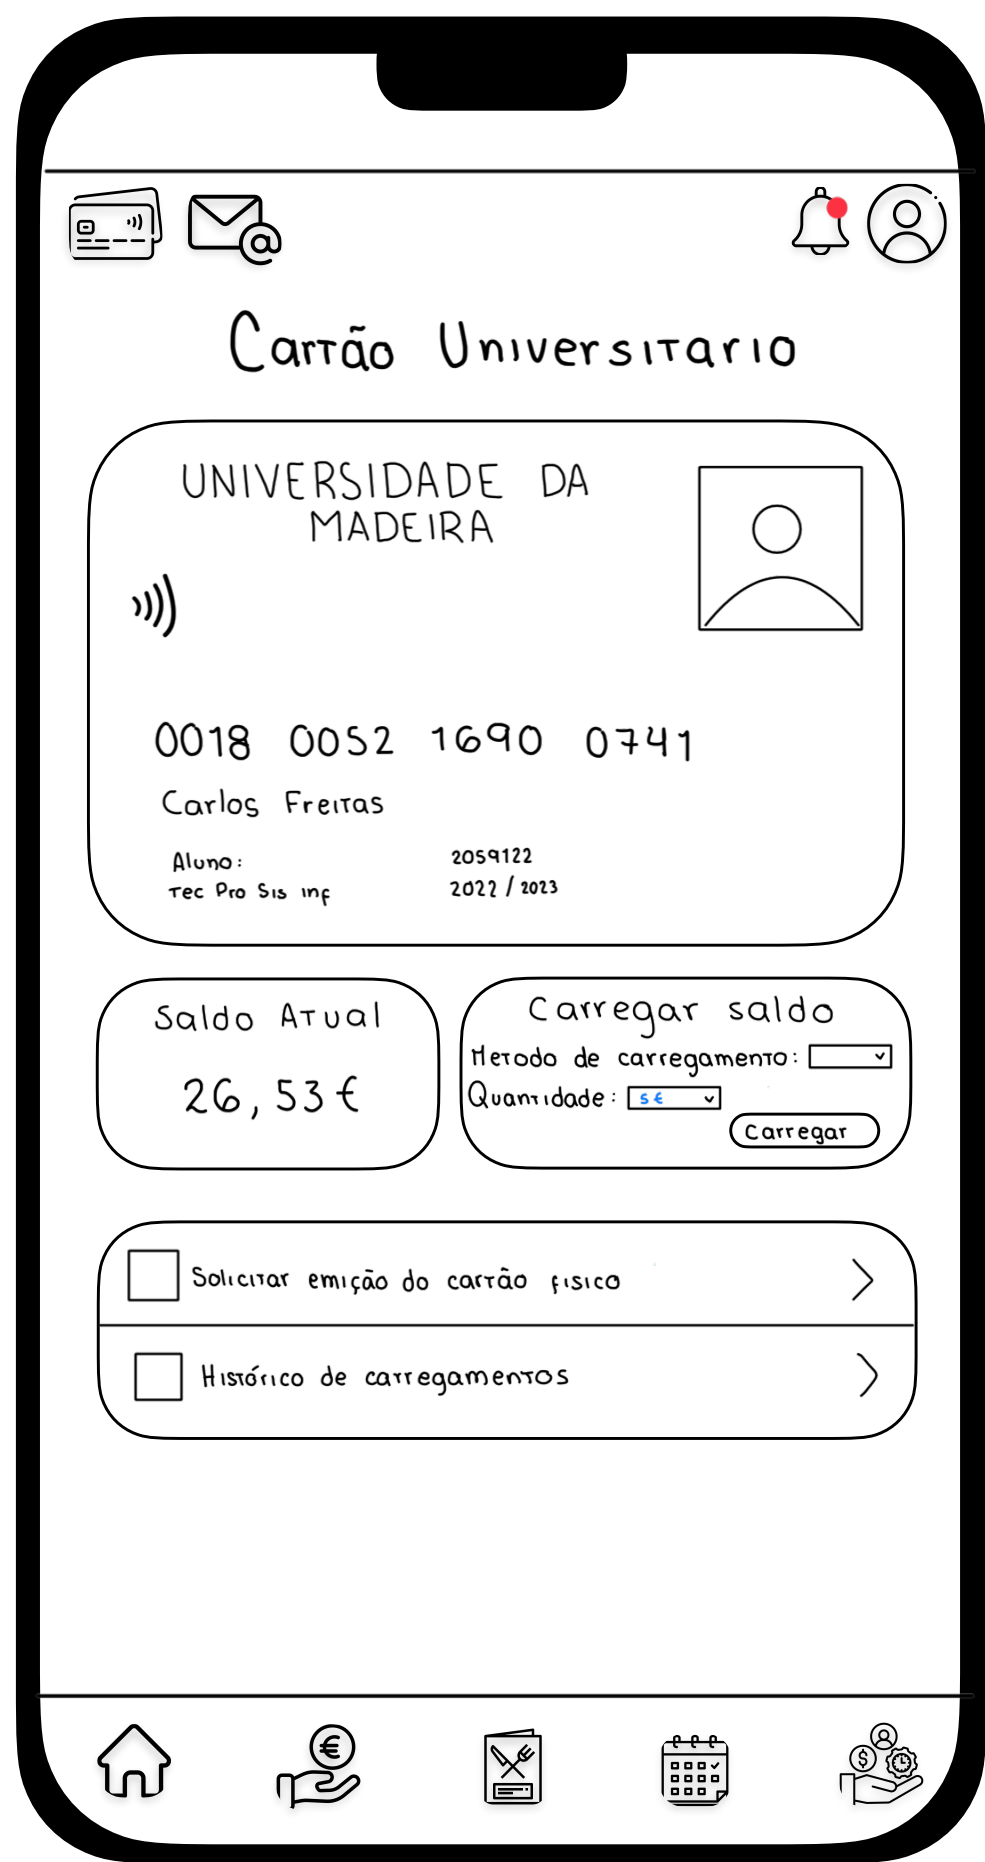 Cartão Universitario
UNIVERSIDADE DA
MADEIRA
0018 0052 1690 0741
Carlos Freitas
Aluno: 2059122
Tec Pro Sis inf 2022 / 2023
Saldo Atual
26,53 €
Carregar saldo
Metodo de carregamento:
Quantidade: 5 €
Carregar
Solicitar emição do cartão fisico
Histórico de carregamentos